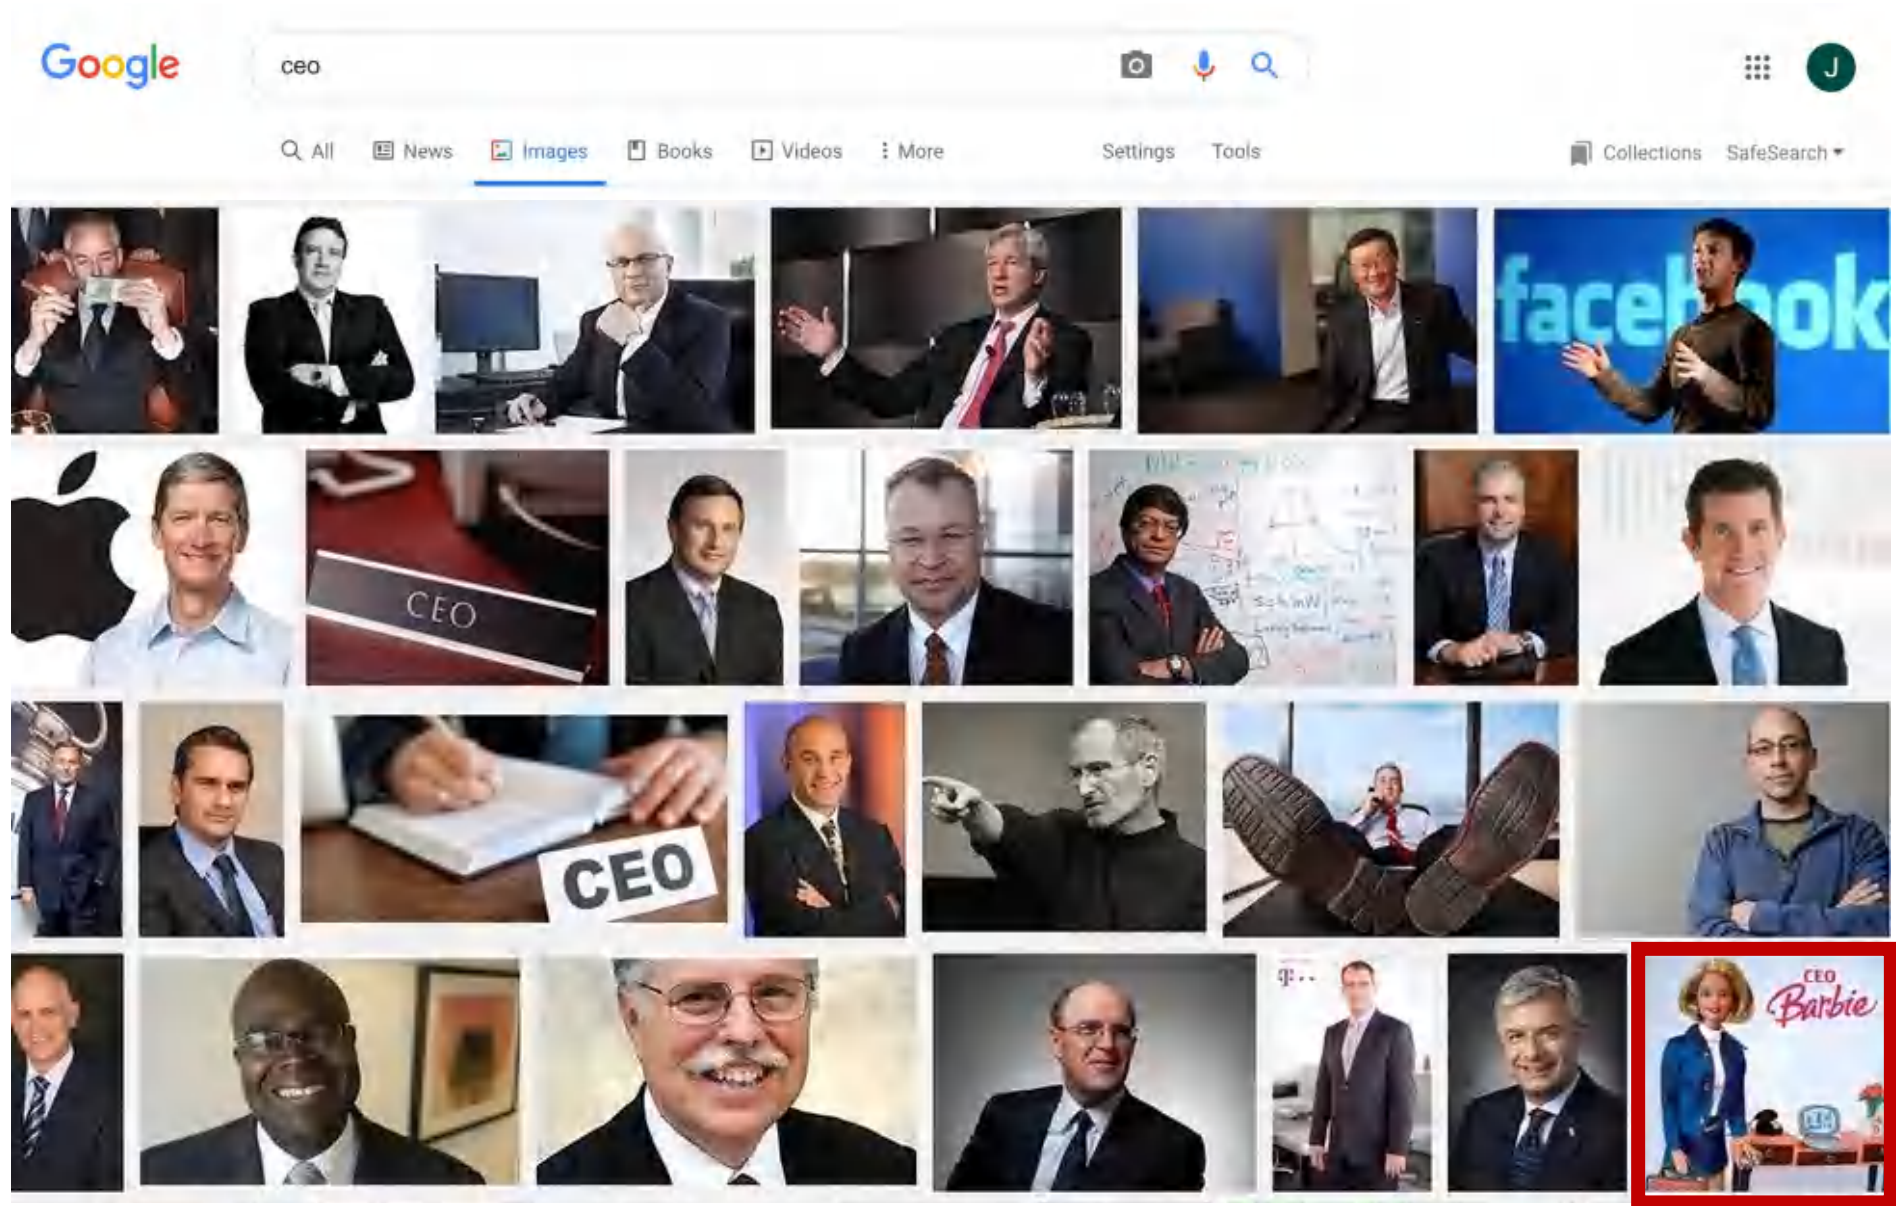 Google
ceo
J
All News Images Books Videos More Settings Tools Collections SafeSearch
facebook
CEO
CEO
CEO
Barbie